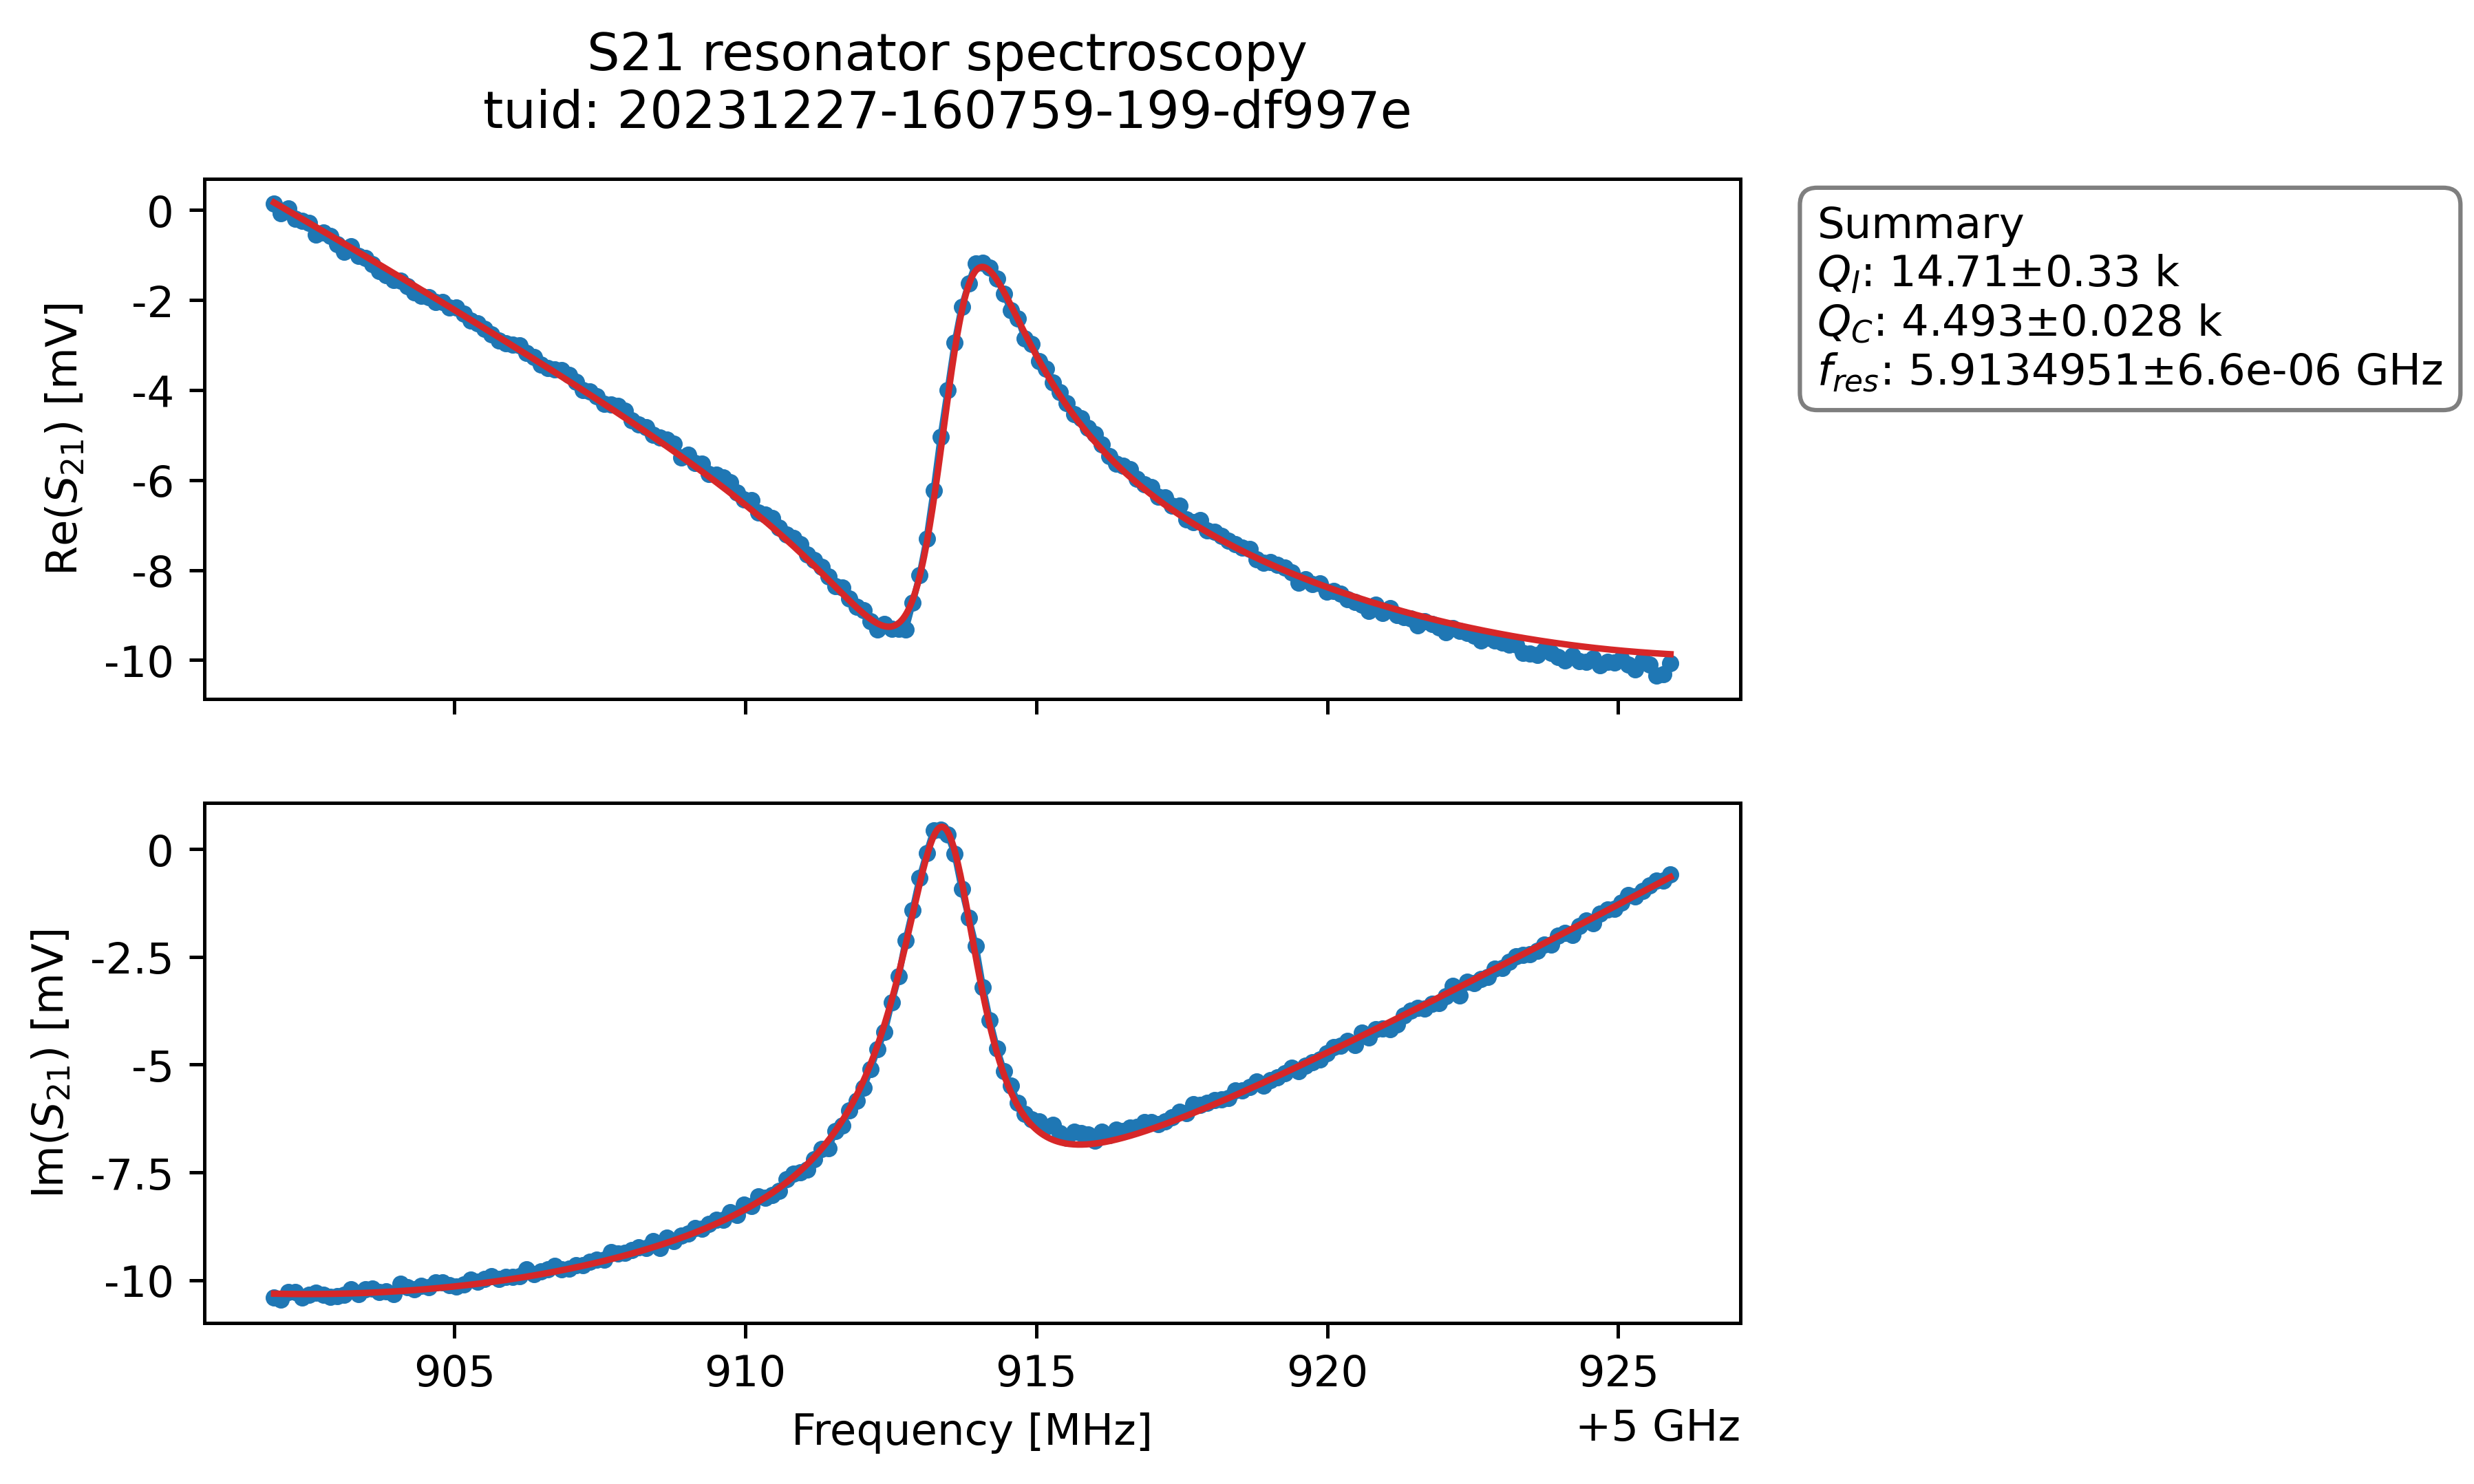 S21 resonator spectroscopy
tuid: 20231227-160759-199-df997e
0
-2
-4
-6
-8
-10
Re(S21) [mV]
Summary
QI: 14.71±0.33 k
QC: 4.493±0.028 k
fres: 5.9134951±6.6e-06 GHz
0
-2.5
-5
-7.5
-10
Im(S21) [mV]
905 910 915 920 925
Frequency [MHz]
+5 GHz